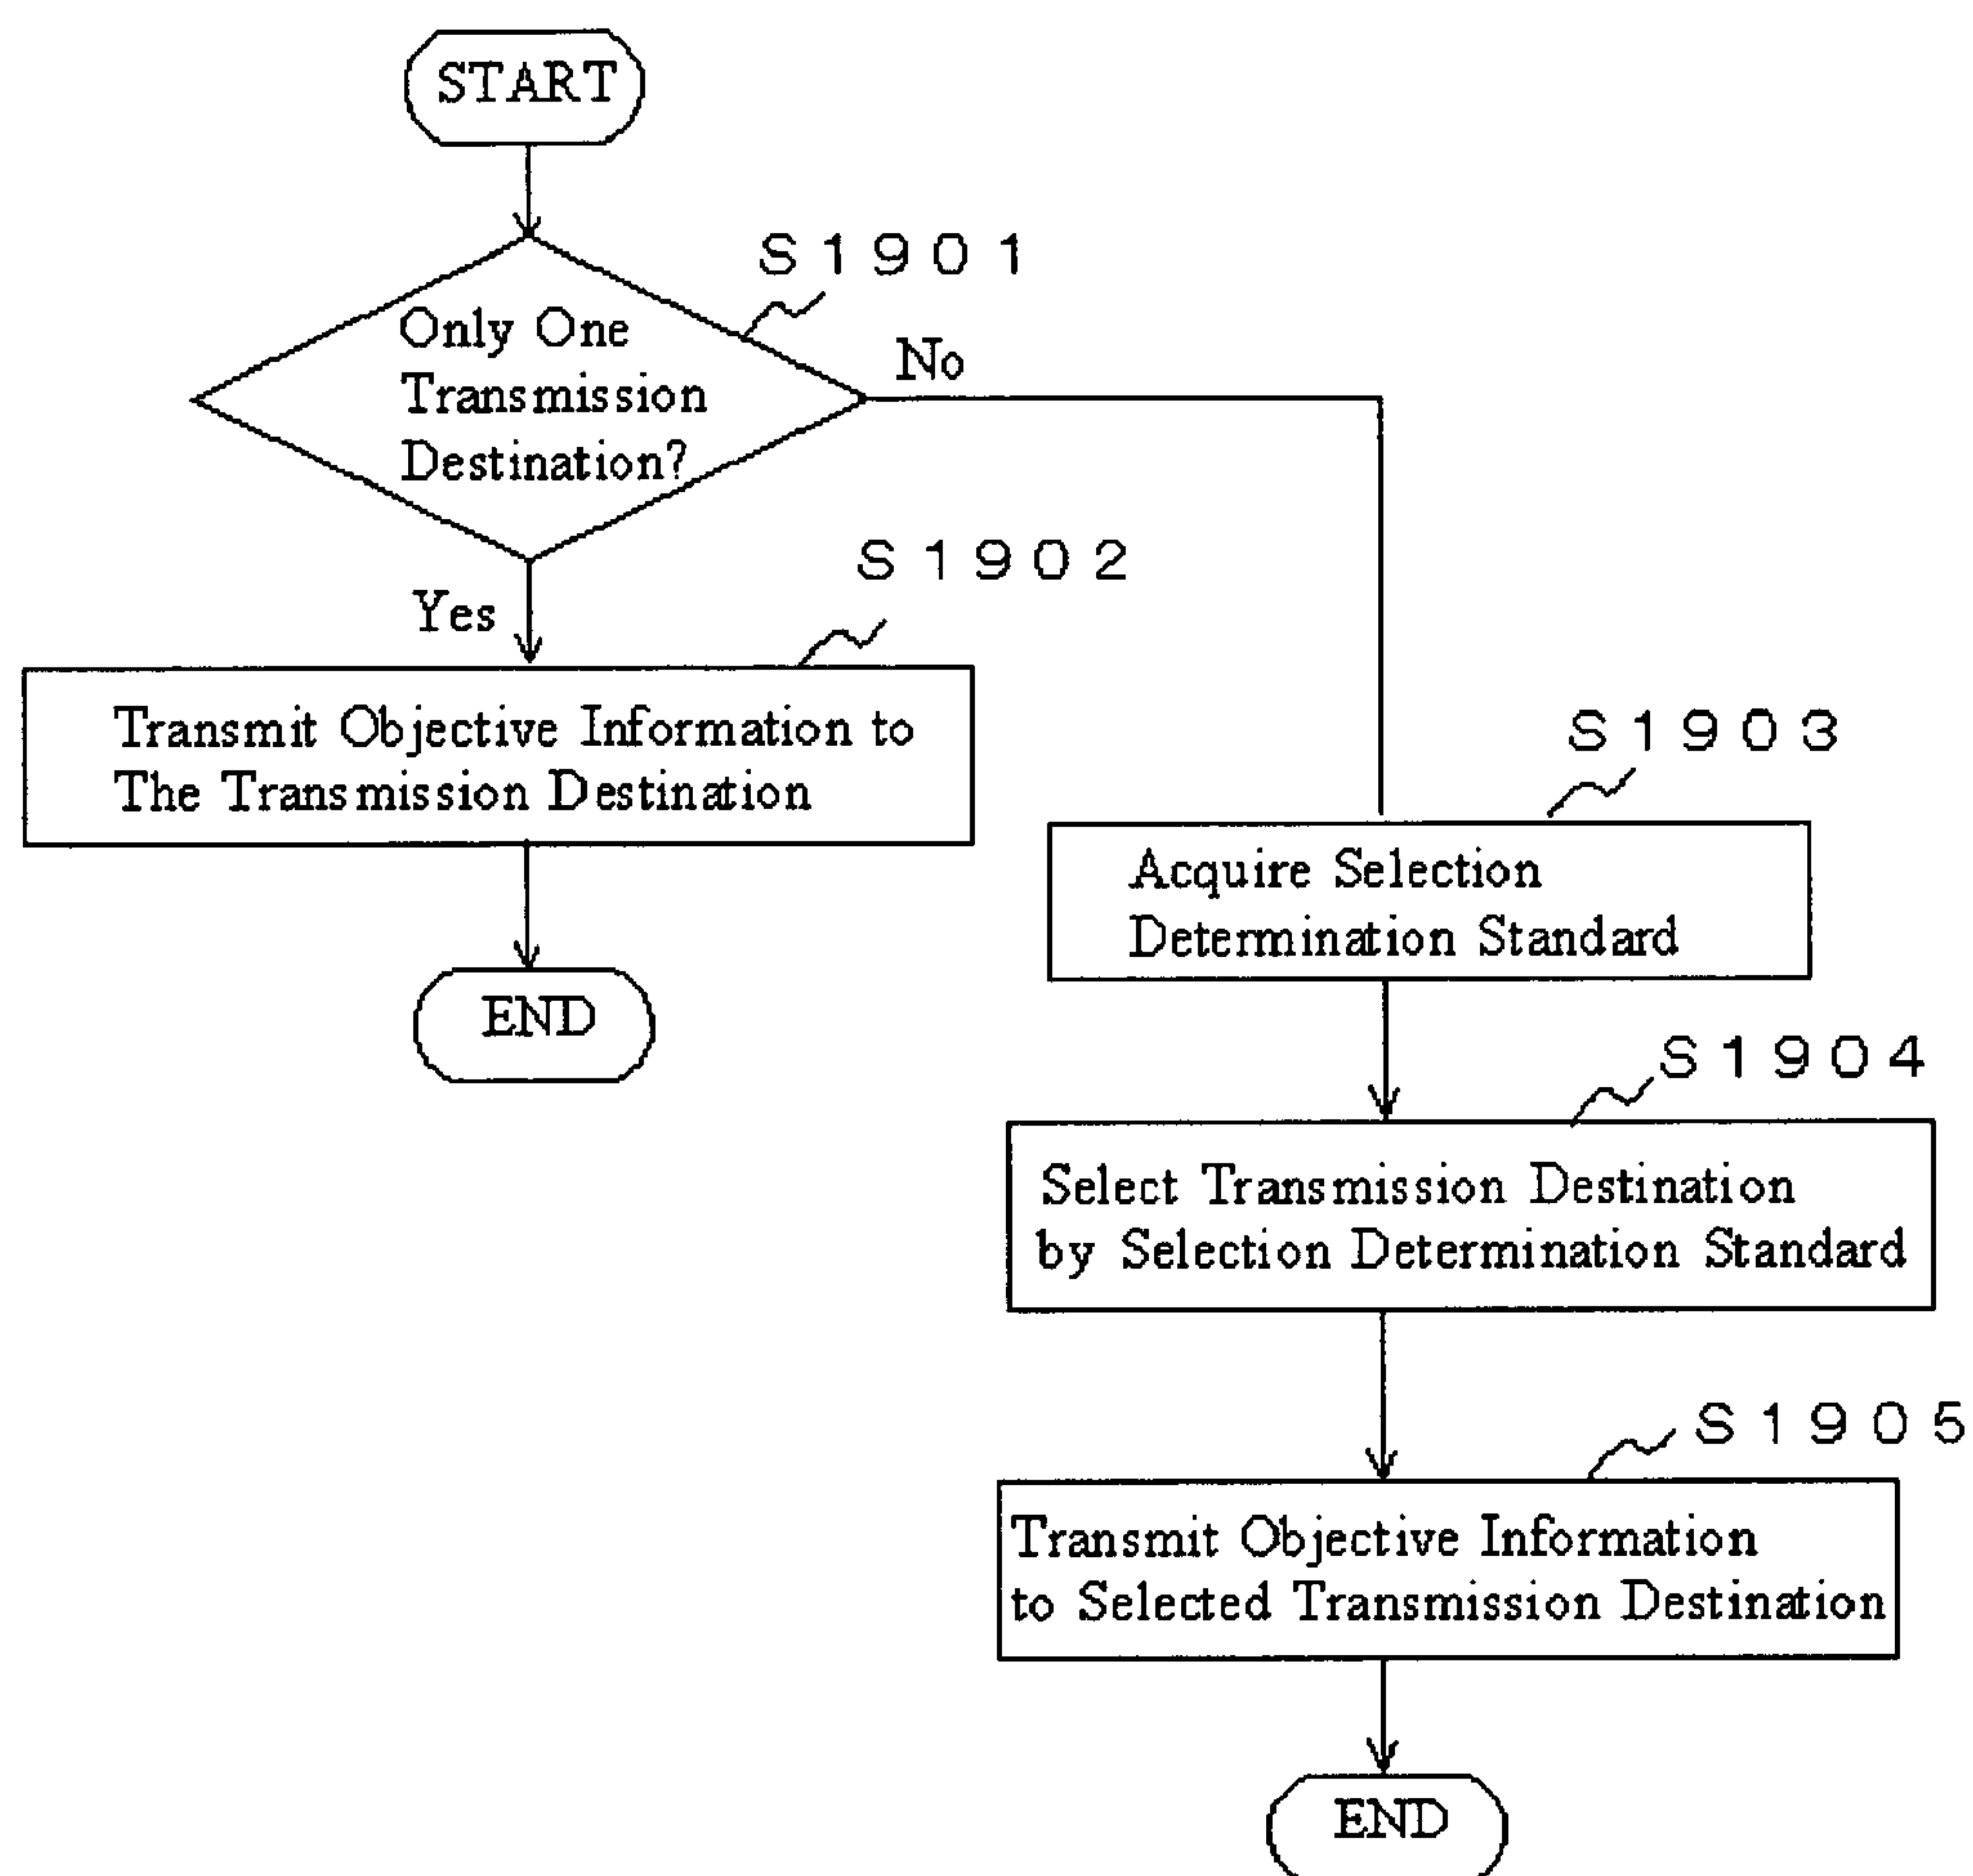 START
S1901
Only One
Transmission
Destination?
No
Yes
S1902
Transmit Objective Information to
The Transmission Destination
END
S1903
Acquire Selection
Determination Standard
S1904
Select Transmission Destination
by Selection Determination Standard
S1905
Transmit Objective Information
to Selected Transmission Destination
END